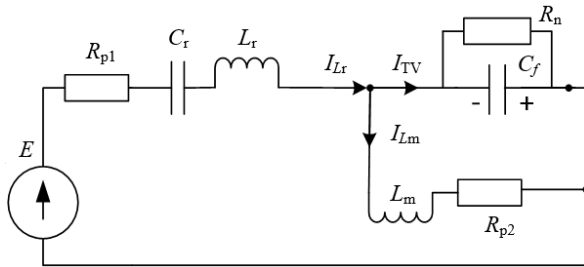 R_n
C_r
L_r
R_p1
I_Lr
I_TV
C_f
- +
E
I_Lm
L_m
R_p2